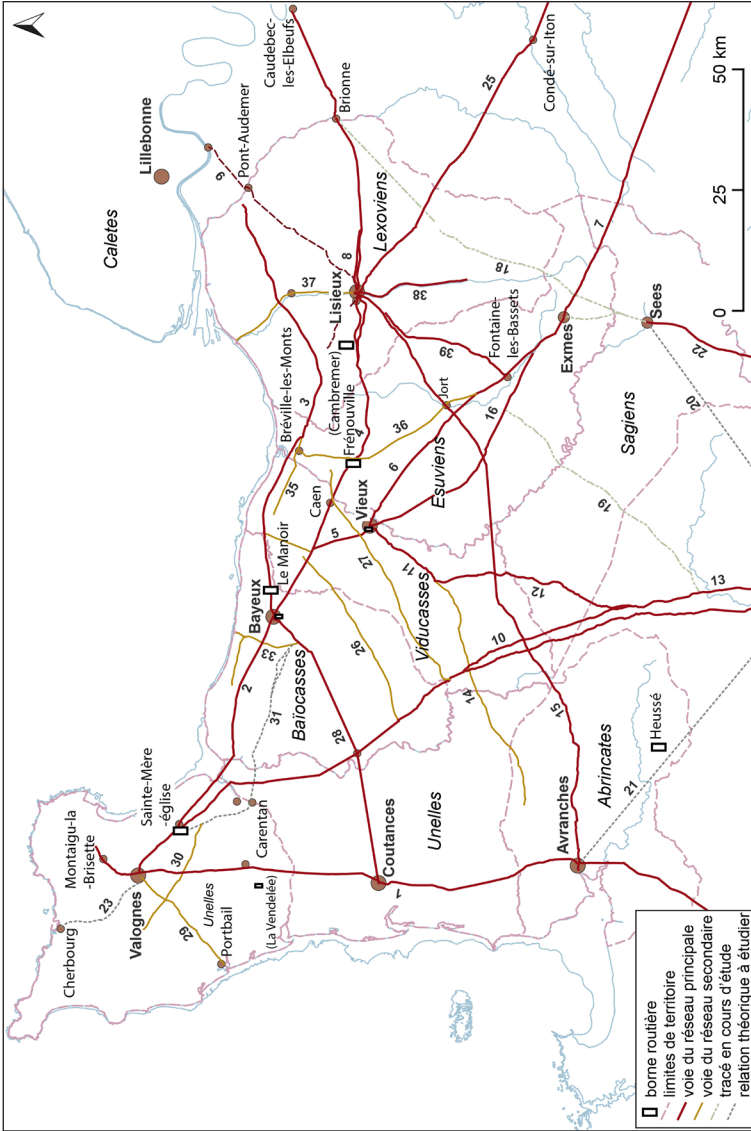 Lillebonne
Caletes
Caudebec-
les-Elbeufs
Pont-Audemer
9
Brionne
25
Condé-sur-Iton
Lexoviens
8
37
Lisieux
38
18
7
Bréville-les-Monts
3
(Cambremer)
Frénouville
4
39
Fontaine-
les-Bassets
Exmes
Sees
22
20
Jort
36
16
6
Esuviens
Sagiens
19
35
Caen
Vieux
5
Le Manoir
27
11
Bayeux
Viducasses
12
13
26
10
33
2
Baïocasses
31
28
14
15
Abrincates
Heussé
21
Sainte-Mère
-église
Montaigu-la
-Brisette
Carentan
30
Unelles
Coutances
Avranches
1
Cherbourg
23
Valognes
29
Unelles
Portbail
(La Vendelée)
0
25
50 km
borne routière
limites de territoire
voie du réseau principale
voie du réseau secondaire
tracé en cours d'étude
relation théorique à étudier